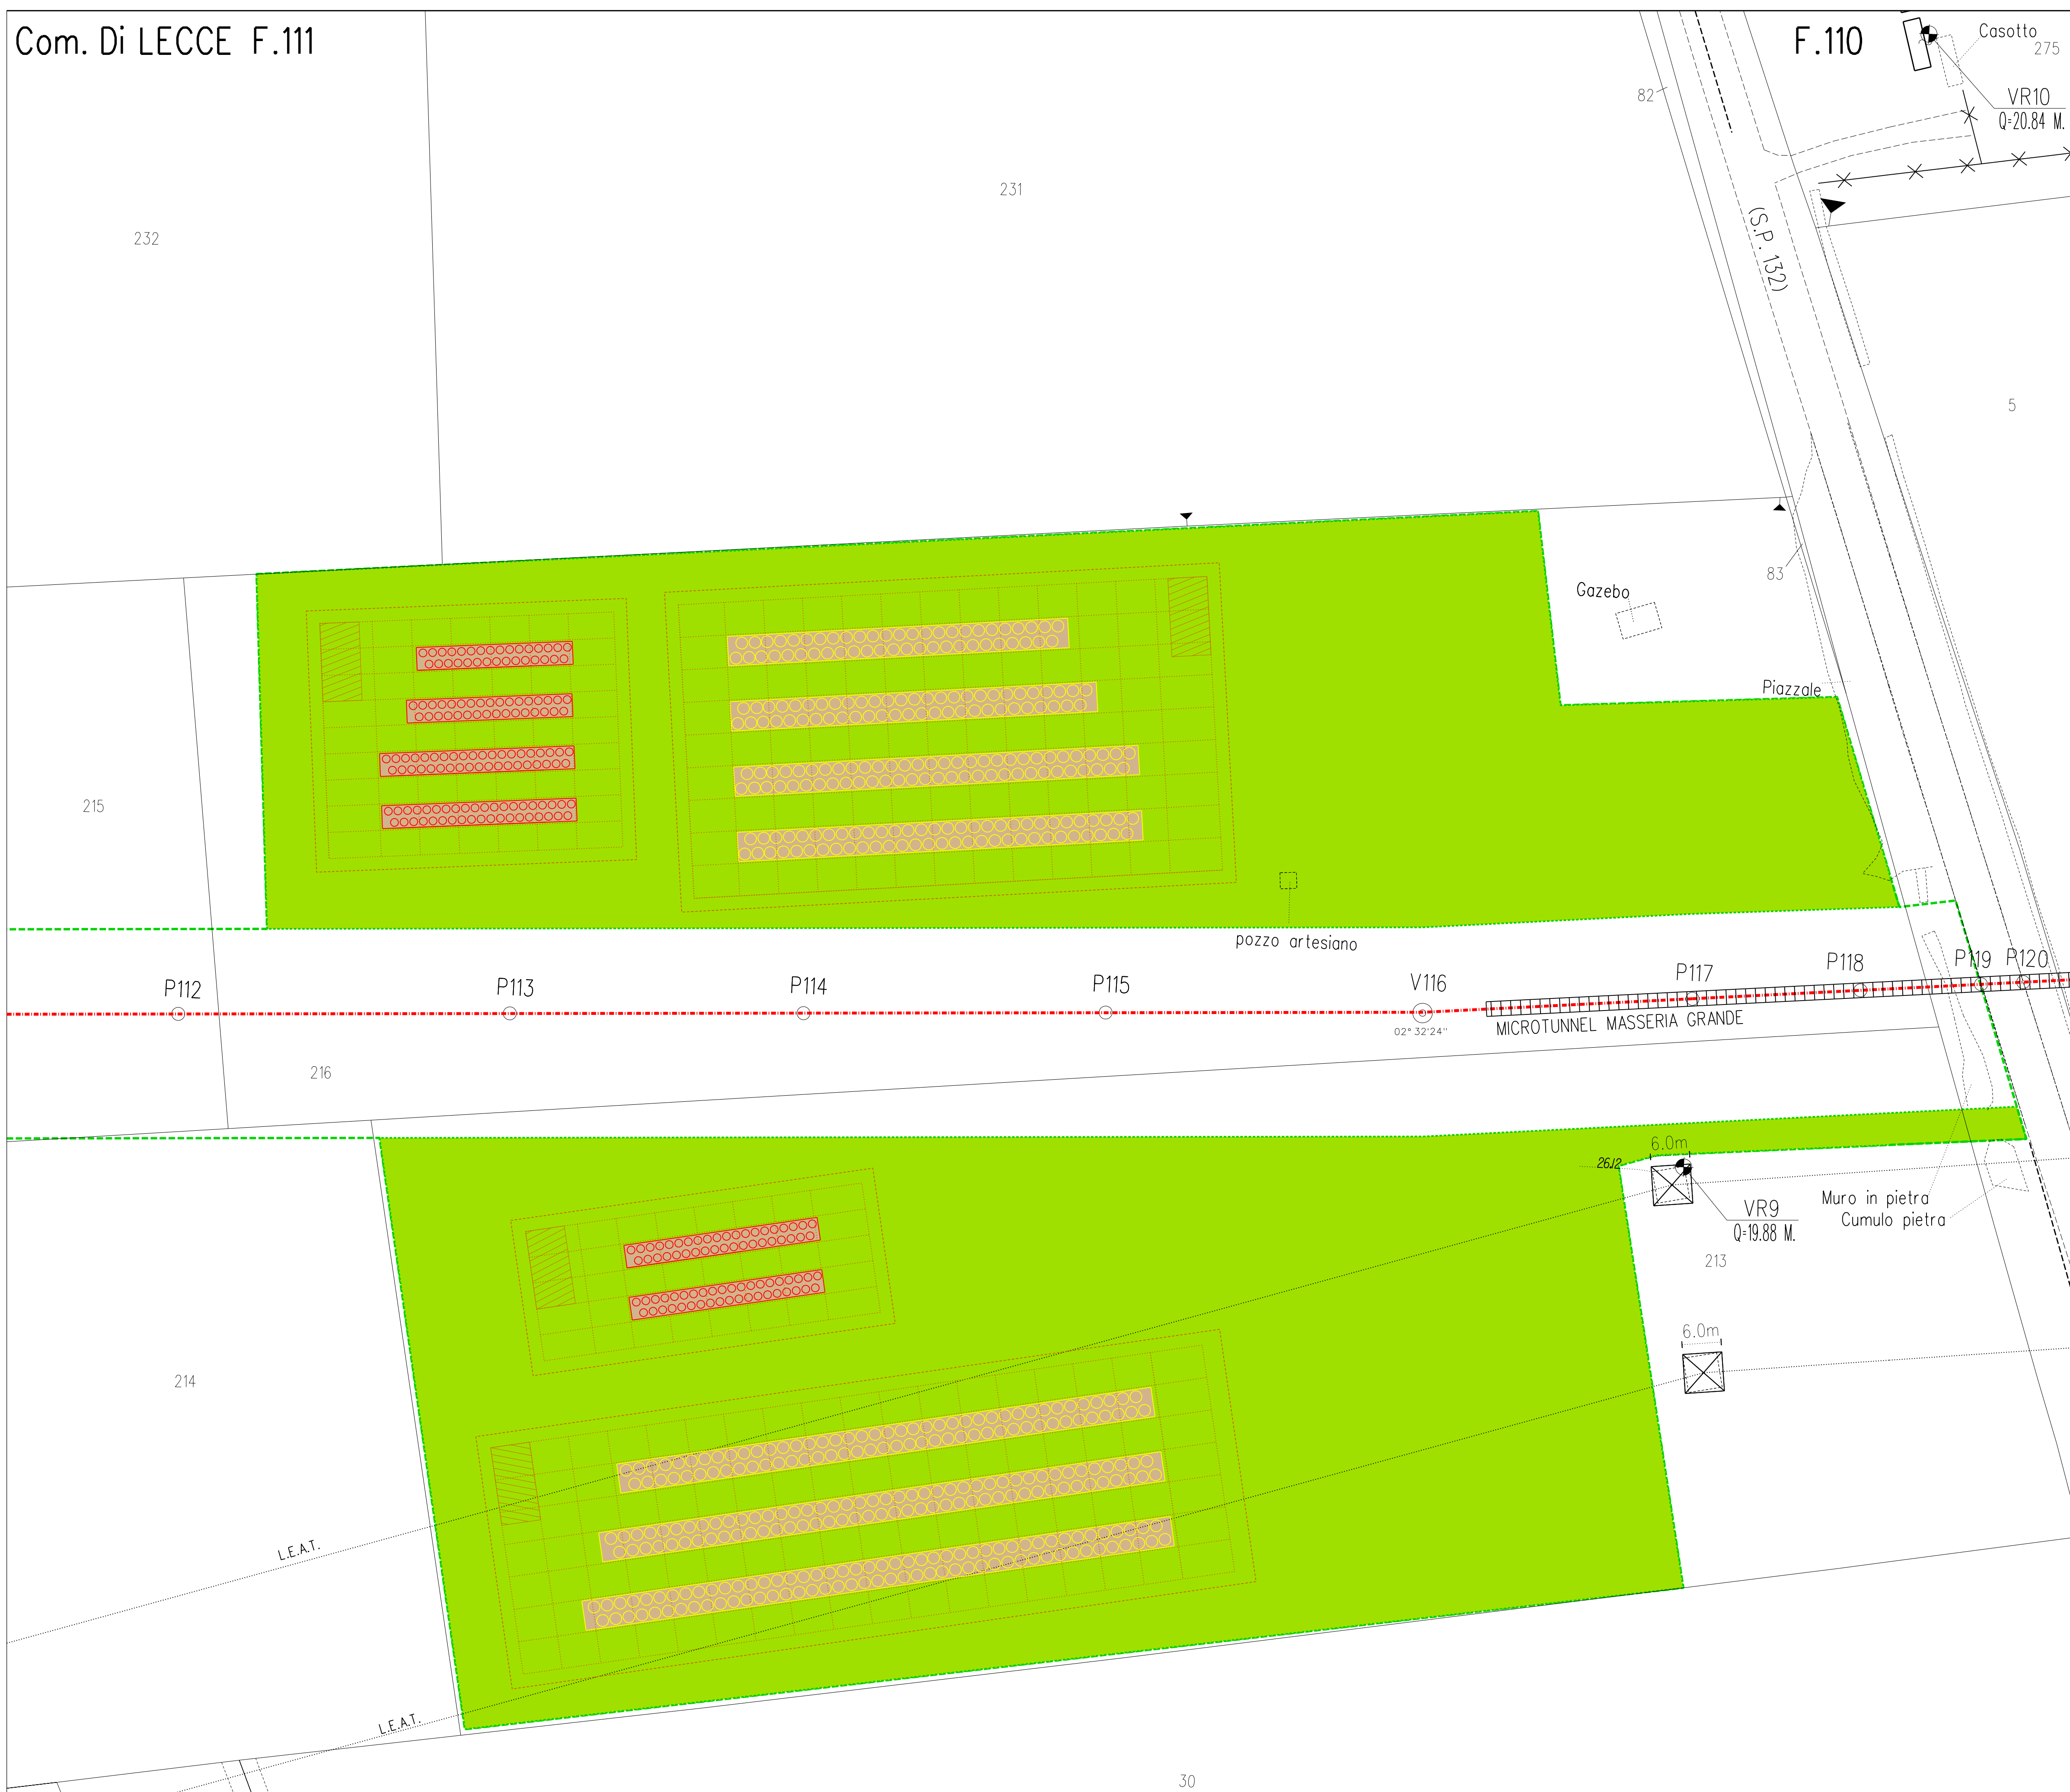 Com. Di LECCE F.111
F.110
Casotto
275
82
VR10
Q=20.84 M.
231
232
(S.P. 132)
5
83
Gazebo
Piazzale
215
pozzo artesiano
P112
P113
P114
P115
V116
02° 32'24"
P117
P118
P119
P120
MICROTUNNEL MASSERIA GRANDE
216
6.0m
VR9
Q=19.88 M.
Muro in pietra
Cumulo pietra
213
6.0m
214
L.E.A.T.
L.E.A.T.
30